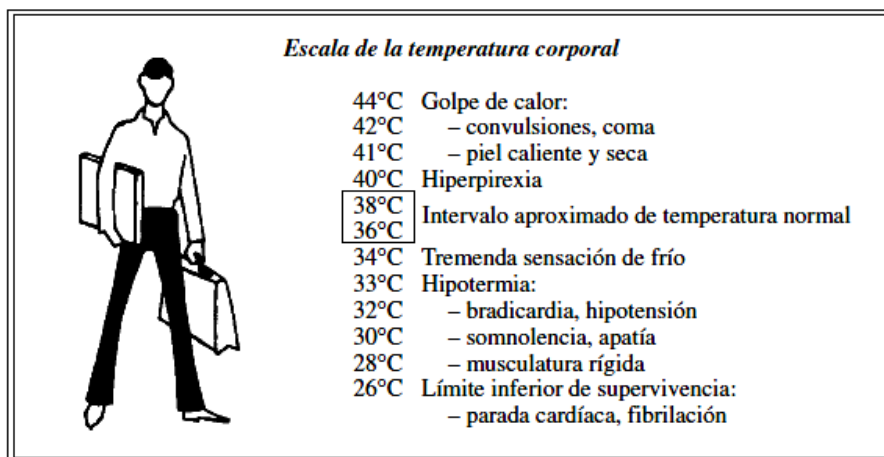 Escala de la temperatura corporal
44°C Golpe de calor:
42°C – convulsiones, coma
41°C – piel caliente y seca
40°C Hiperpirexia
38°C
Intervalo aproximado de temperatura normal
36°C
34°C Tremenda sensación de frío
33°C Hipotermia:
32°C – bradicardia, hipotensión
30°C – somnolencia, apatía
28°C – musculatura rígida
26°C Límite inferior de supervivencia:
– parada cardíaca, fibrilación